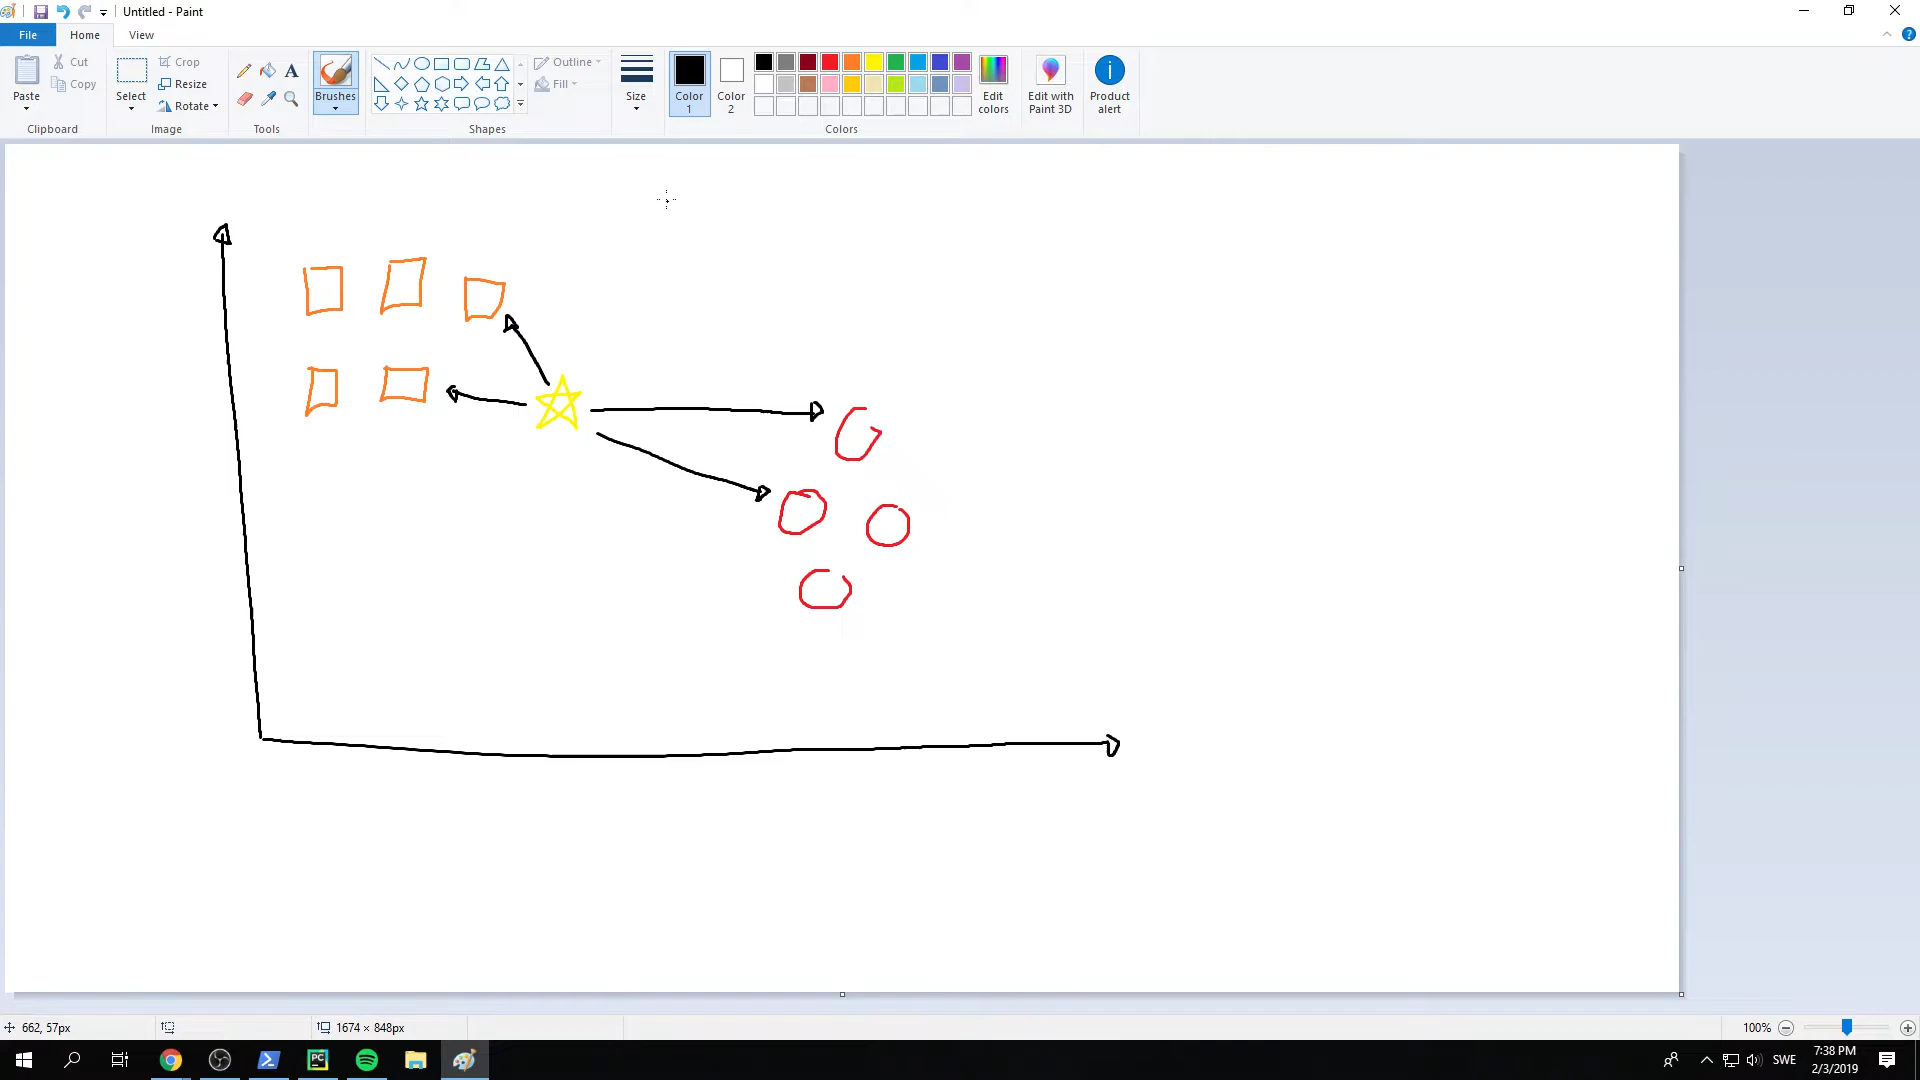 Untitled - Paint
File Home View
Paste
Cut
Copy
Clipboard
Select
Crop
Resize
Rotate
Image
A
Tools
Brushes
Outline
Fill
Shapes
Size
Color 1
Color 2
Edit colors
Colors
Edit with Paint 3D
Product alert
662, 57px
1674 × 848px
100%
PC
SWE
7:38 PM
2/3/2019